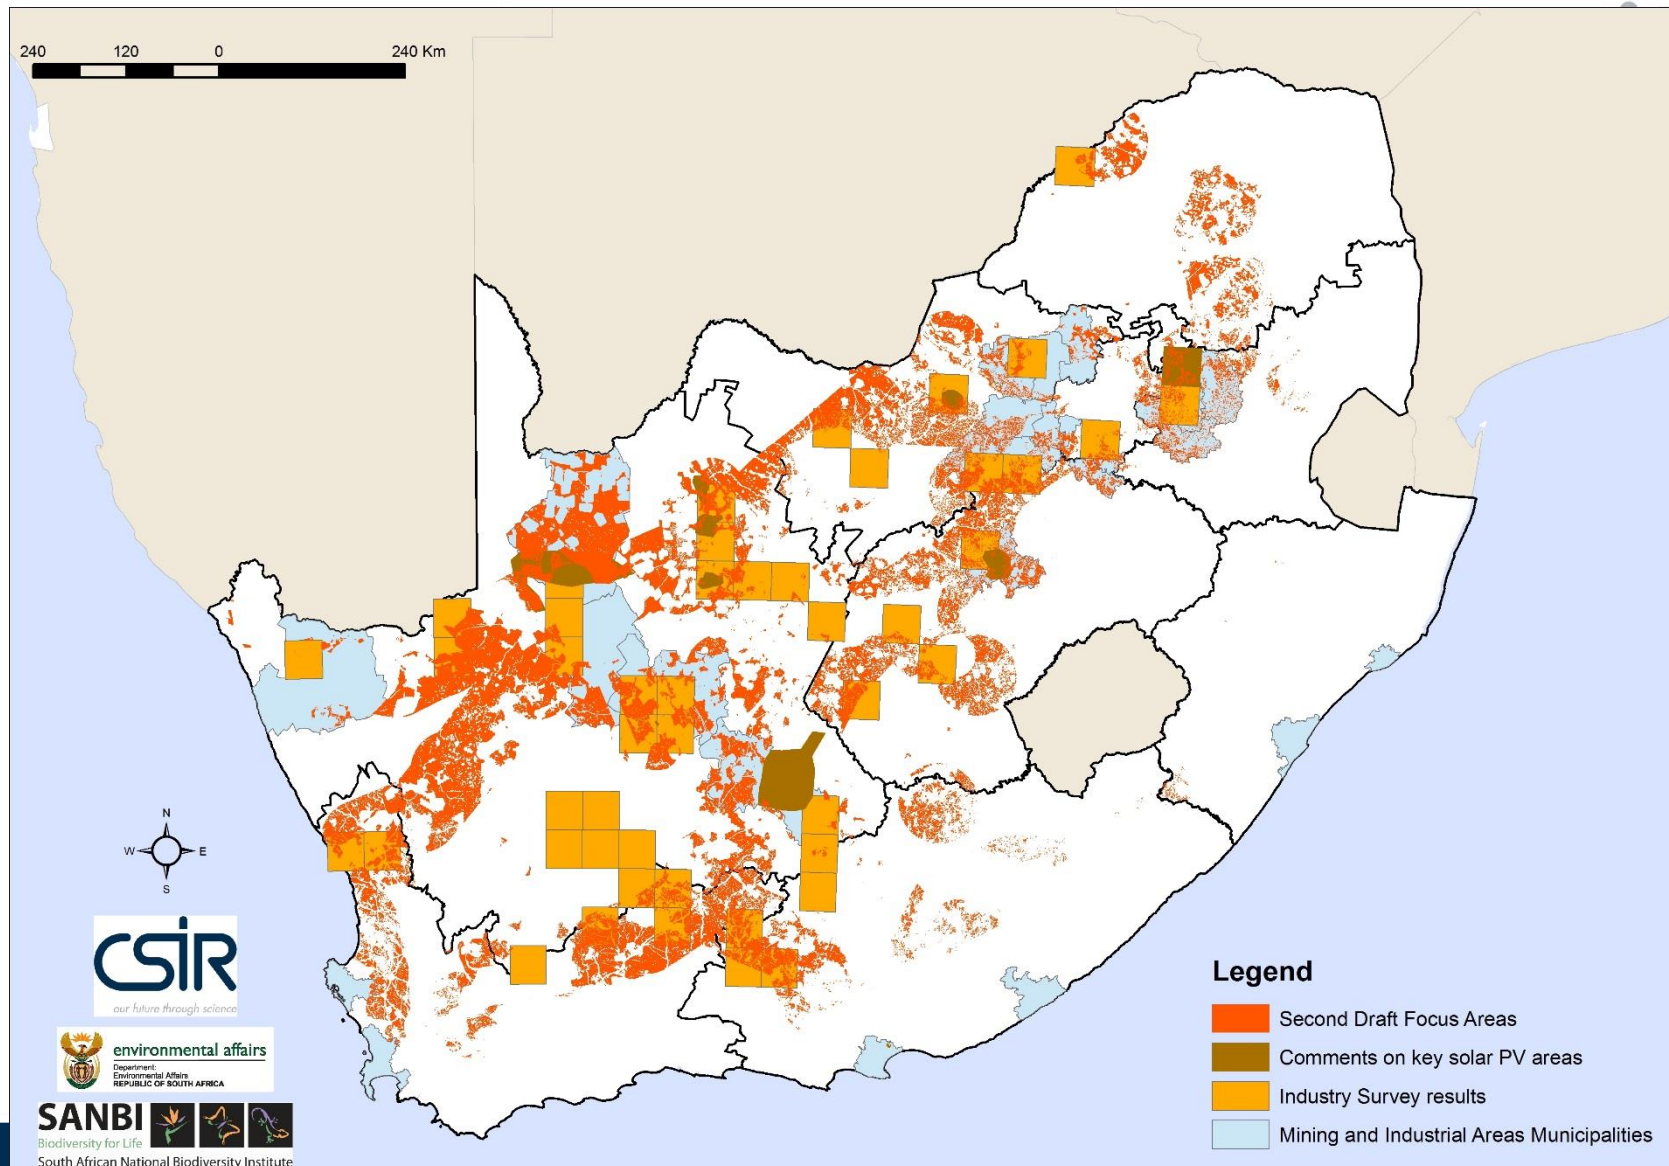 240 120 0 240 Km
N
W E
S
CSIR
our future through science
environmental affairs
Department:
Environmental Affairs
REPUBLIC OF SOUTH AFRICA
SANBI
Biodiversity for Life
South African National Biodiversity Institute
Legend
Second Draft Focus Areas
Comments on key solar PV areas
Industry Survey results
Mining and Industrial Areas Municipalities